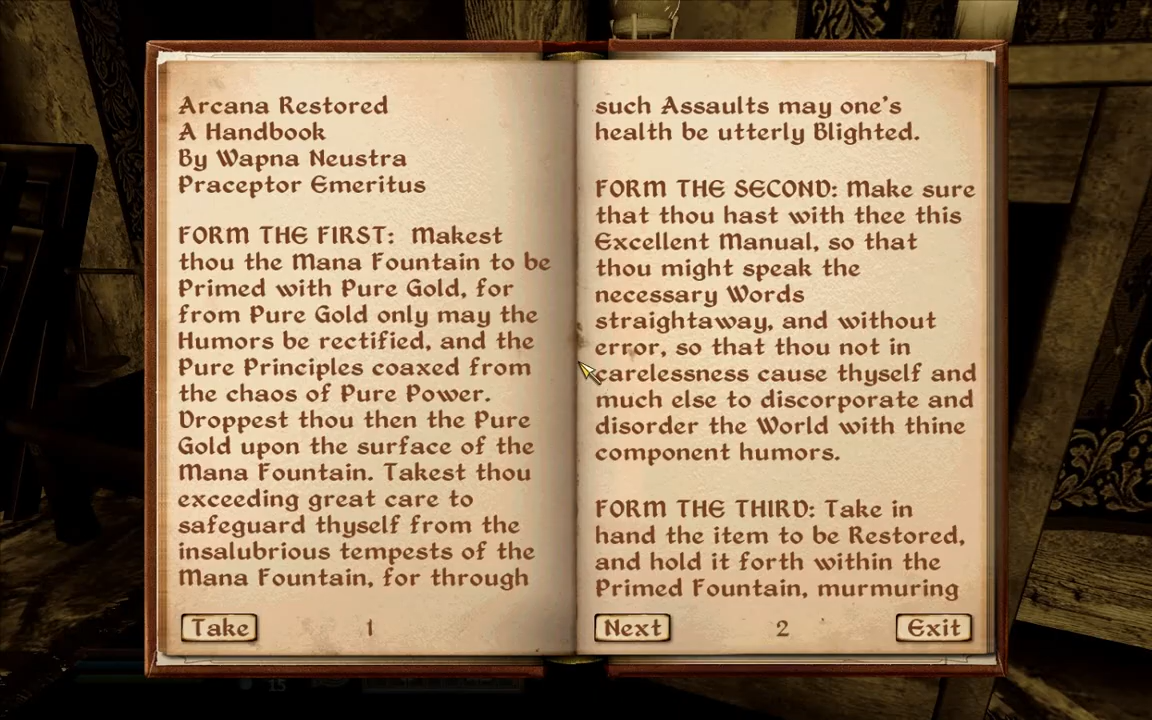 Arcana Restored
A Handbook
By Wapna Neustra
Praceptor Emeritus
FORM THE FIRST: Makest
thou the Mana Fountain to be
Primed with Pure Gold, for
from Pure Gold only may the
Humors be rectified, and the
Pure Principles coaxed from
the chaos of Pure Power.
Droppest thou then the Pure
Gold upon the surface of the
Mana Fountain. Takest thou
exceeding great care to
safeguard thyself from the
insalubrious tempests of the
Mana Fountain, for through
Take
1
such Assaults may one's
health be utterly Blighted.
FORM THE SECOND: Make sure
that thou hast with thee this
Excellent Manual, so that
thou might speak the
necessary Words
straightaway, and without
error, so that thou not in
carelessness cause thyself and
much else to discorporate and
disorder the World with thine
component humors.
FORM THE THIRD: Take in
hand the item to be Restored,
and hold it forth within the
Primed Fountain, murmuring
Next
2
Exit
15